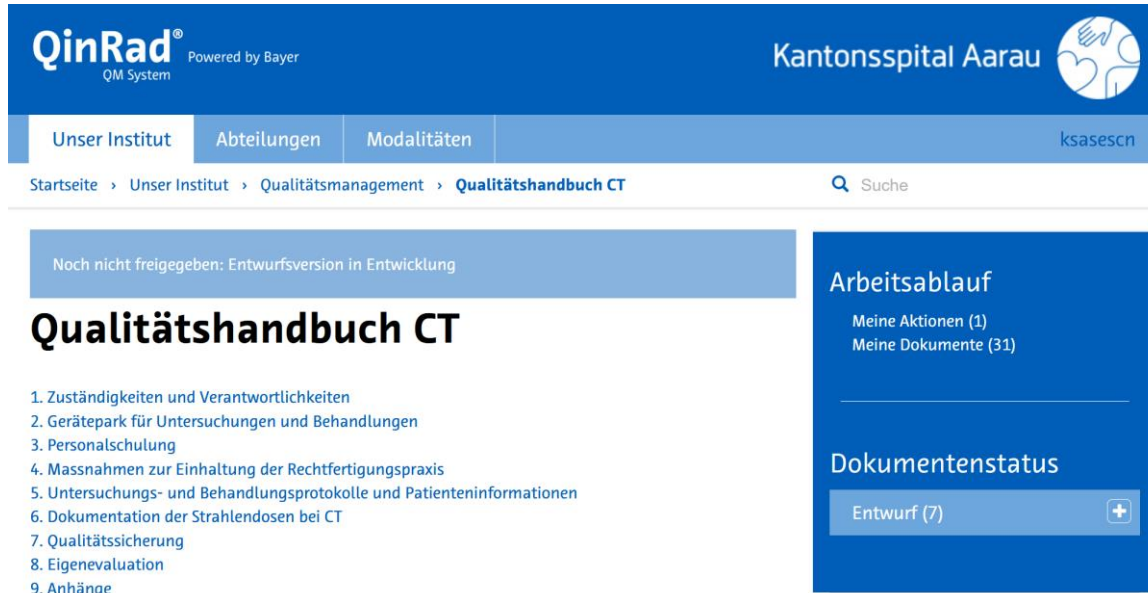 QinRad® Powered by Bayer
QM System
Kantonsspital Aarau
Unser Institut Abteilungen Modalitäten ksasescn
Startseite › Unser Institut › Qualitätsmanagement › Qualitätshandbuch CT
Suche
Noch nicht freigegeben: Entwurfsversion in Entwicklung
Qualitätshandbuch CT
1. Zuständigkeiten und Verantwortlichkeiten
2. Gerätepark für Untersuchungen und Behandlungen
3. Personalschulung
4. Massnahmen zur Einhaltung der Rechtfertigungspraxis
5. Untersuchungs- und Behandlungsprotokolle und Patienteninformationen
6. Dokumentation der Strahlendosen bei CT
7. Qualitätssicherung
8. Eigenevaluation
9. Anhänge
Arbeitsablauf
Meine Aktionen (1)
Meine Dokumente (31)
Dokumentenstatus
Entwurf (7)